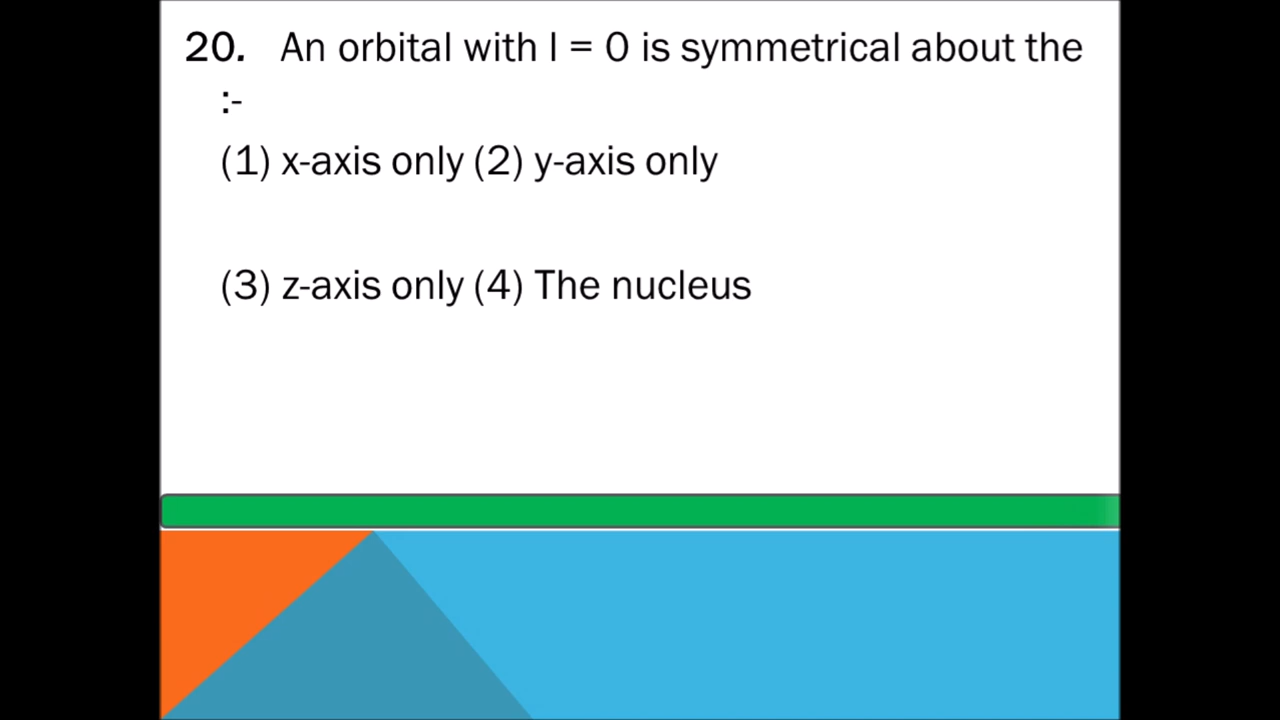 20. An orbital with l = 0 is symmetrical about the
:-
(1) x-axis only (2) y-axis only
(3) z-axis only (4) The nucleus